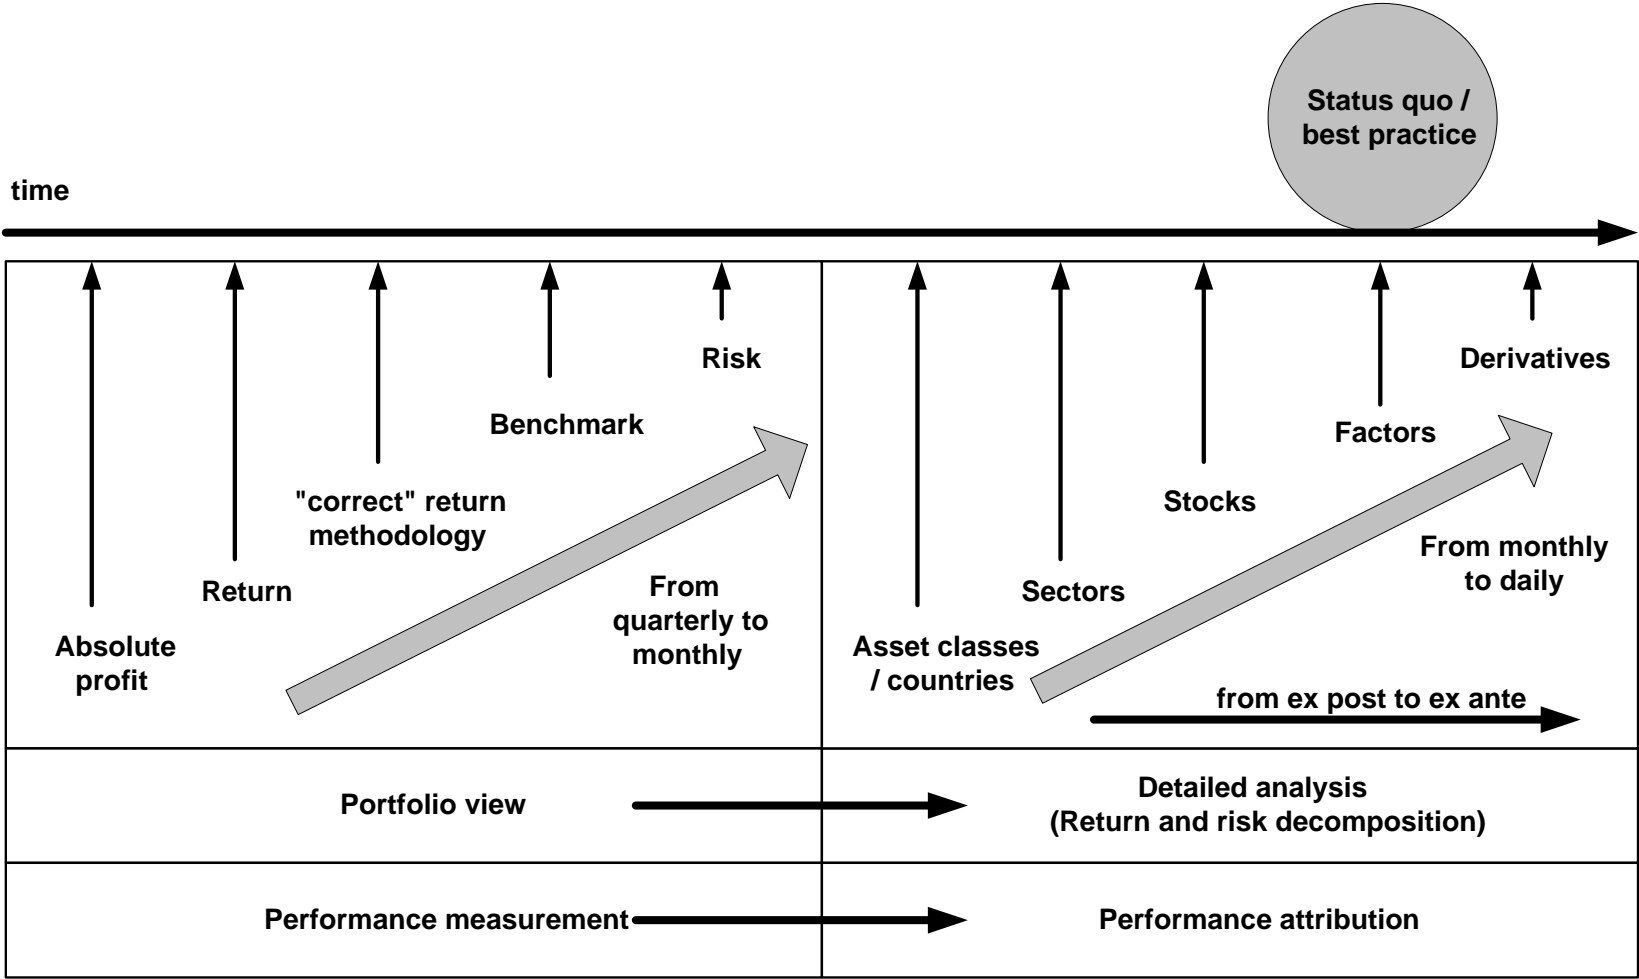 Status quo /
best practice
time
Risk
Benchmark
"correct" return
methodology
Return
Absolute
profit
From
quarterly to
monthly
Derivatives
Factors
Stocks
Sectors
Asset classes
/ countries
From monthly
to daily
from ex post to ex ante
Portfolio view
Detailed analysis
(Return and risk decomposition)
Performance measurement
Performance attribution